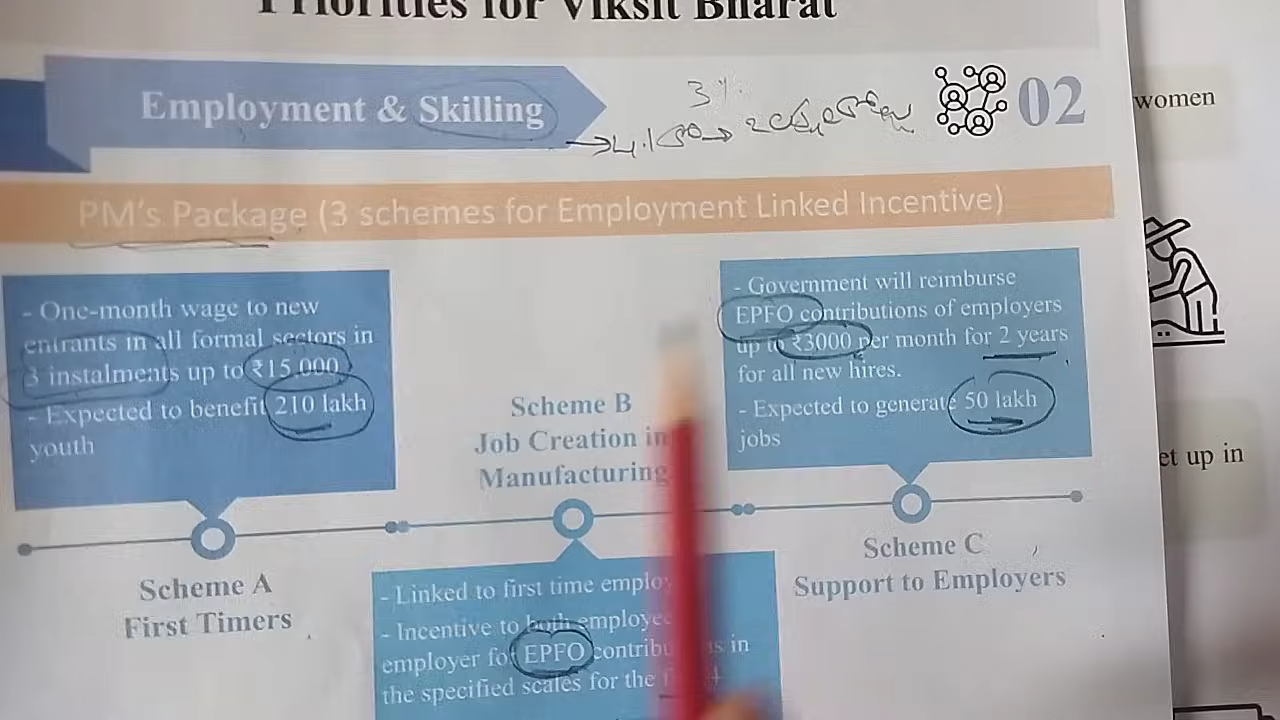 Priorities for Viksit Bharat
Employment & Skilling
3%
02
women
PM's Package (3 schemes for Employment Linked Incentive)
- One-month wage to new
entrants in all formal sectors in
3 instalments up to ₹15,000
- Expected to benefit 210 lakh
youth
- Government will reimburse
EPFO contributions of employers
up to ₹3000 per month for 2 years
for all new hires.
- Expected to generate 50 lakh
jobs
Scheme B
Job Creation in
Manufacturing
et up in
Scheme A
First Timers
Scheme C
Support to Employers
- Linked to first time
- Incentive to both
employer for EPFO in
the specified scales for the